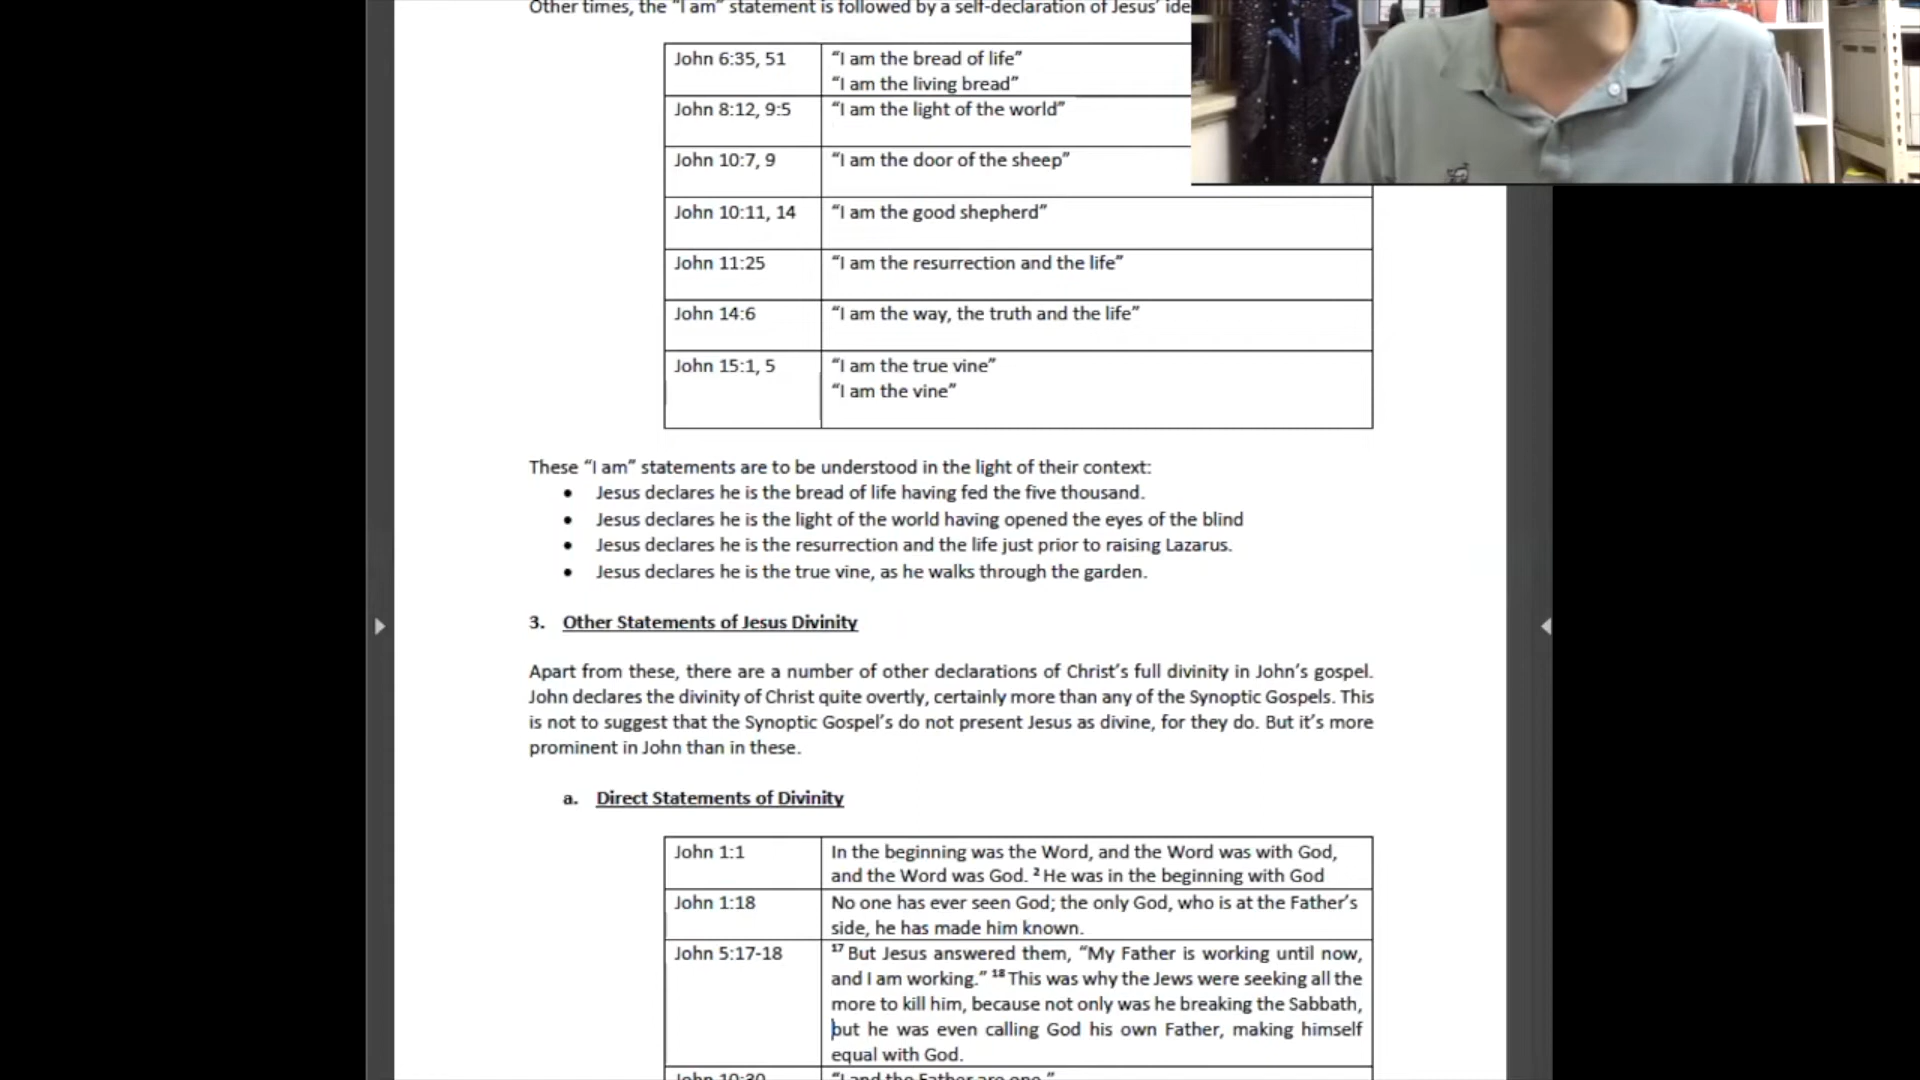 Other times, the “I am” statement is followed by a self-declaration of Jesus’ ide
John 6:35, 51 “I am the bread of life”
“I am the living bread”
John 8:12, 9:5 “I am the light of the world”
John 10:7, 9 “I am the door of the sheep”
John 10:11, 14 “I am the good shepherd”
John 11:25 “I am the resurrection and the life”
John 14:6 “I am the way, the truth and the life”
John 15:1, 5 “I am the true vine”
“I am the vine”
These “I am” statements are to be understood in the light of their context:
• Jesus declares he is the bread of life having fed the five thousand.
• Jesus declares he is the light of the world having opened the eyes of the blind
• Jesus declares he is the resurrection and the life just prior to raising Lazarus.
• Jesus declares he is the true vine, as he walks through the garden.
3. Other Statements of Jesus Divinity
Apart from these, there are a number of other declarations of Christ’s full divinity in John’s gospel.
John declares the divinity of Christ quite overtly, certainly more than any of the Synoptic Gospels. This
is not to suggest that the Synoptic Gospel’s do not present Jesus as divine, for they do. But it’s more
prominent in John than in these.
a. Direct Statements of Divinity
John 1:1 In the beginning was the Word, and the Word was with God,
and the Word was God. ² He was in the beginning with God
John 1:18 No one has ever seen God; the only God, who is at the Father’s
side, he has made him known.
John 5:17-18 ¹⁷ But Jesus answered them, “My Father is working until now,
and I am working.” ¹⁸ This was why the Jews were seeking all the
more to kill him, because not only was he breaking the Sabbath,
but he was even calling God his own Father, making himself
equal with God.
John 10:30 “I and the Father are one.”